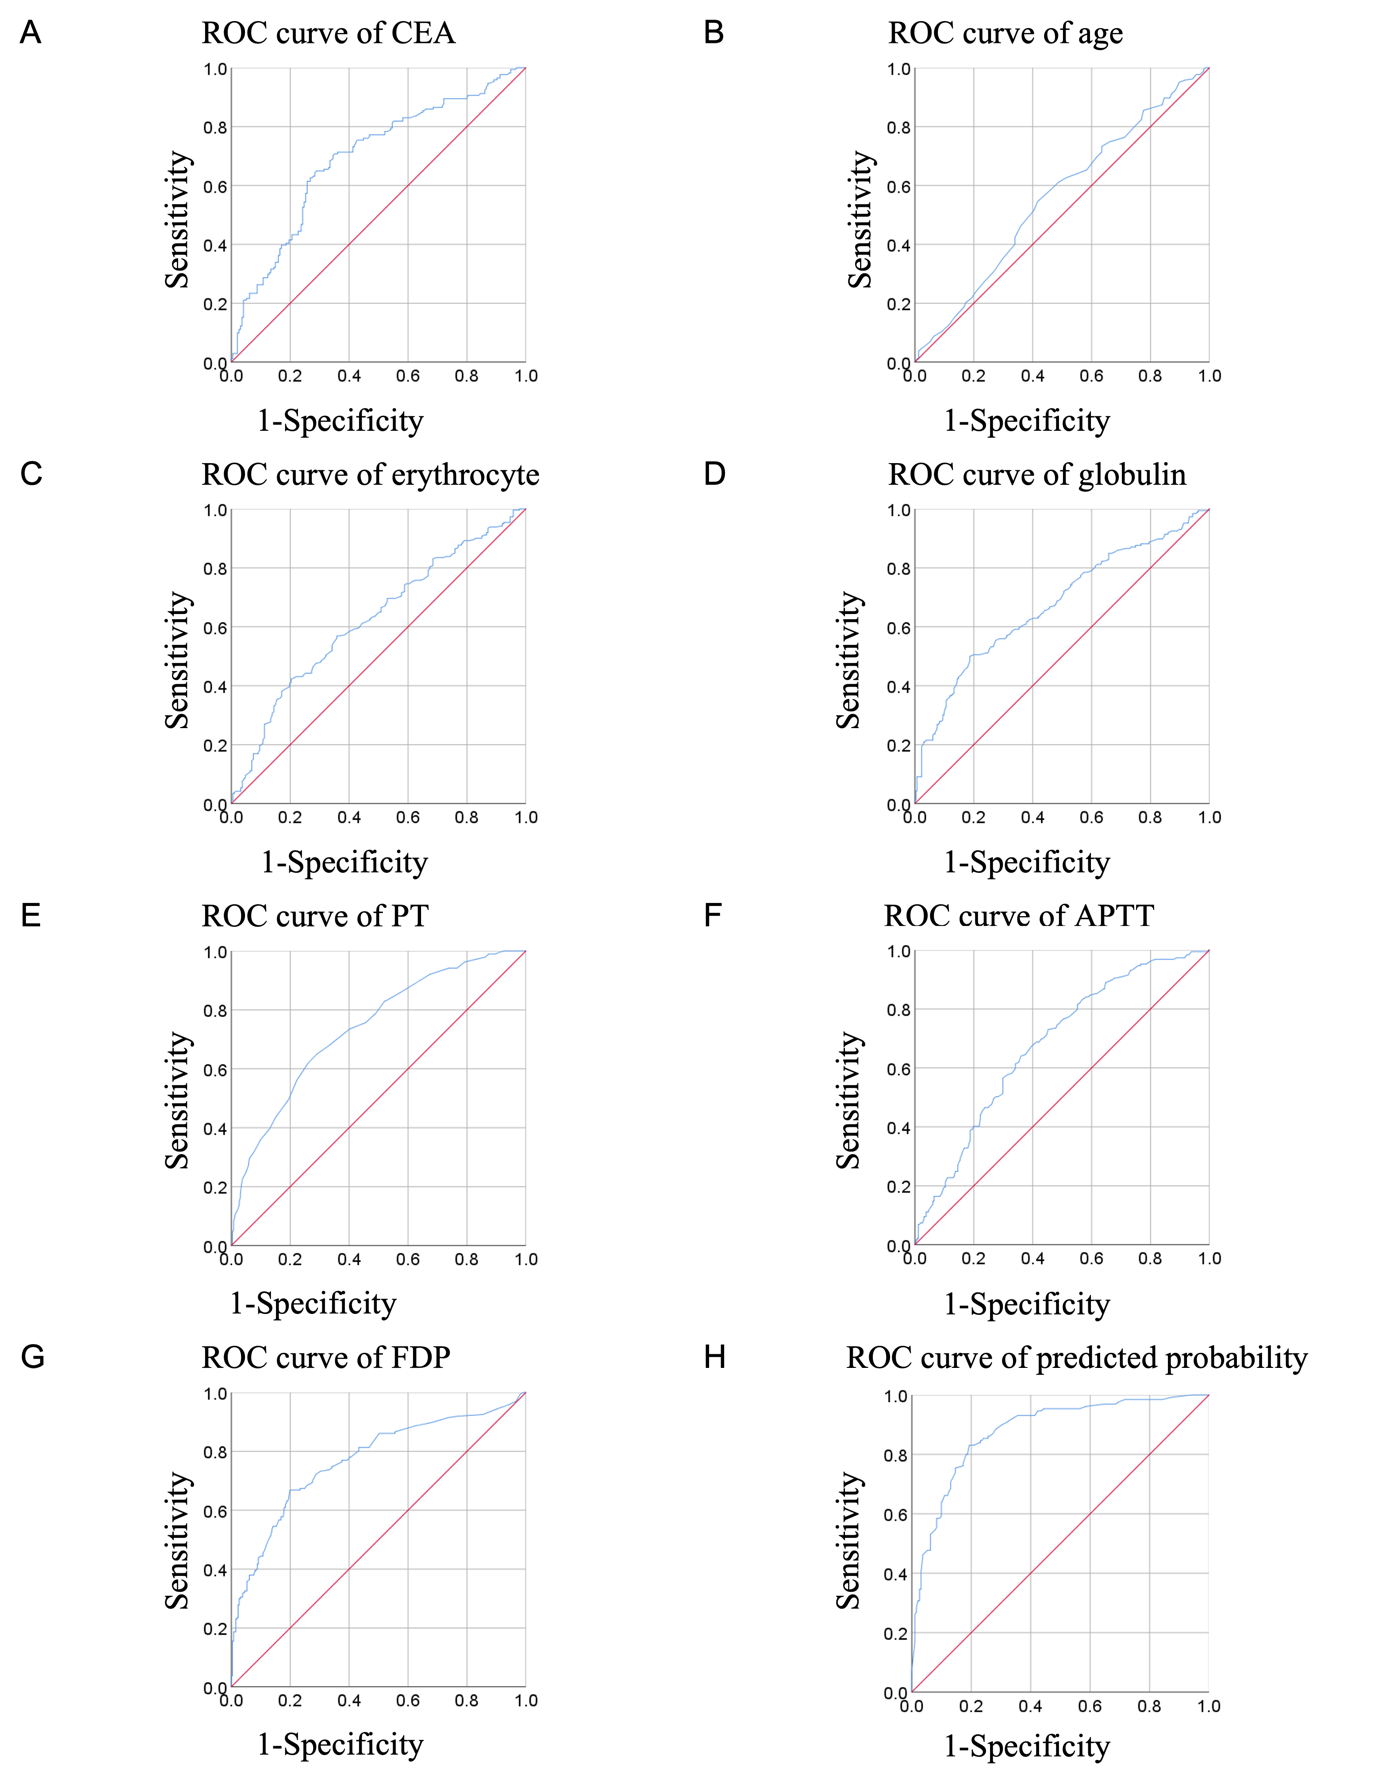 A
ROC curve of CEA
1.0
0.8
0.6
0.4
0.2
0.0
Sensitivity
0.0 0.2 0.4 0.6 0.8 1.0
1-Specificity
B
ROC curve of age
1.0
0.8
0.6
0.4
0.2
0.0
Sensitivity
0.0 0.2 0.4 0.6 0.8 1.0
1-Specificity
C
ROC curve of erythrocyte
1.0
0.8
0.6
0.4
0.2
0.0
Sensitivity
0.0 0.2 0.4 0.6 0.8 1.0
1-Specificity
D
ROC curve of globulin
1.0
0.8
0.6
0.4
0.2
0.0
Sensitivity
0.0 0.2 0.4 0.6 0.8 1.0
1-Specificity
E
ROC curve of PT
1.0
0.8
0.6
0.4
0.2
0.0
Sensitivity
0.0 0.2 0.4 0.6 0.8 1.0
1-Specificity
F
ROC curve of APTT
1.0
0.8
0.6
0.4
0.2
0.0
Sensitivity
0.0 0.2 0.4 0.6 0.8 1.0
1-Specificity
G
ROC curve of FDP
1.0
0.8
0.6
0.4
0.2
0.0
Sensitivity
0.0 0.2 0.4 0.6 0.8 1.0
1-Specificity
H
ROC curve of predicted probability
1.0
0.8
0.6
0.4
0.2
0.0
Sensitivity
0.0 0.2 0.4 0.6 0.8 1.0
1-Specificity